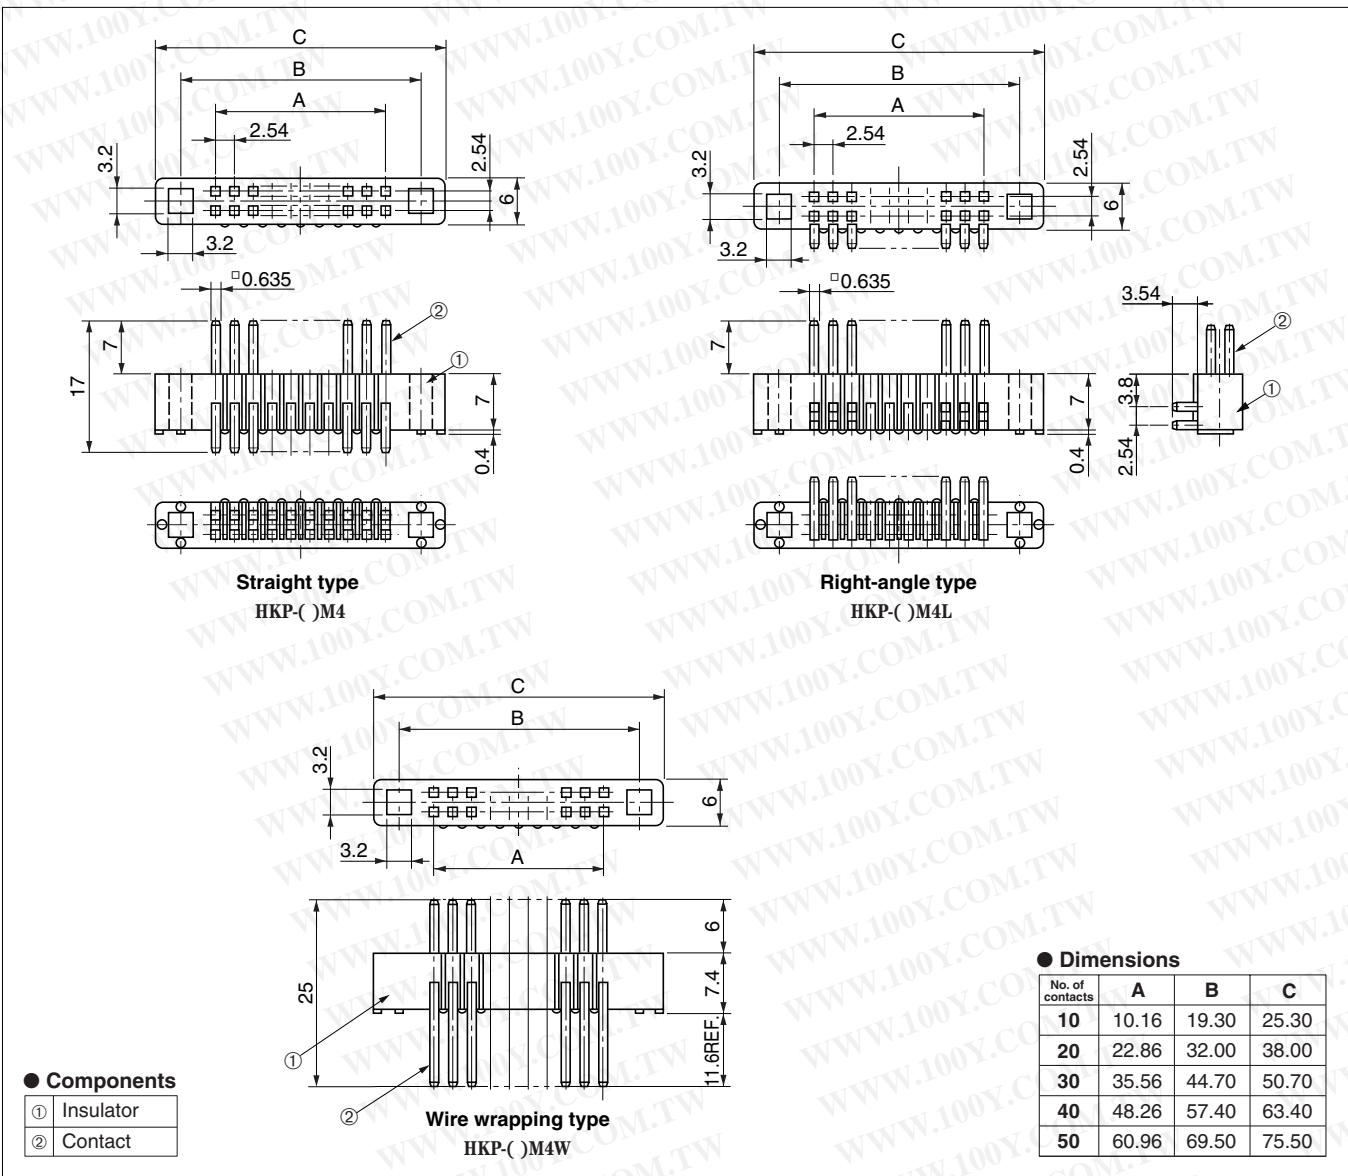 C
B
A
2.54
3.2
2.54
6
3.2
□0.635
②
①
17
7
7
0.4
Straight type
HKP-( )M4
C
B
A
2.54
3.2
2.54
6
3.2
□0.635
7
7
0.4
3.54
②
①
3.8
2.54
Right-angle type
HKP-( )M4L
C
B
3.2
6
3.2
A
25
6
7.4
11.6REF.
①
②
Wire wrapping type
HKP-( )M4W
● Components
① Insulator
② Contact
● Dimensions
No. of contacts A B C
10 10.16 19.30 25.30
20 22.86 32.00 38.00
30 35.56 44.70 50.70
40 48.26 57.40 63.40
50 60.96 69.50 75.50
WWW.100Y.COM.TW